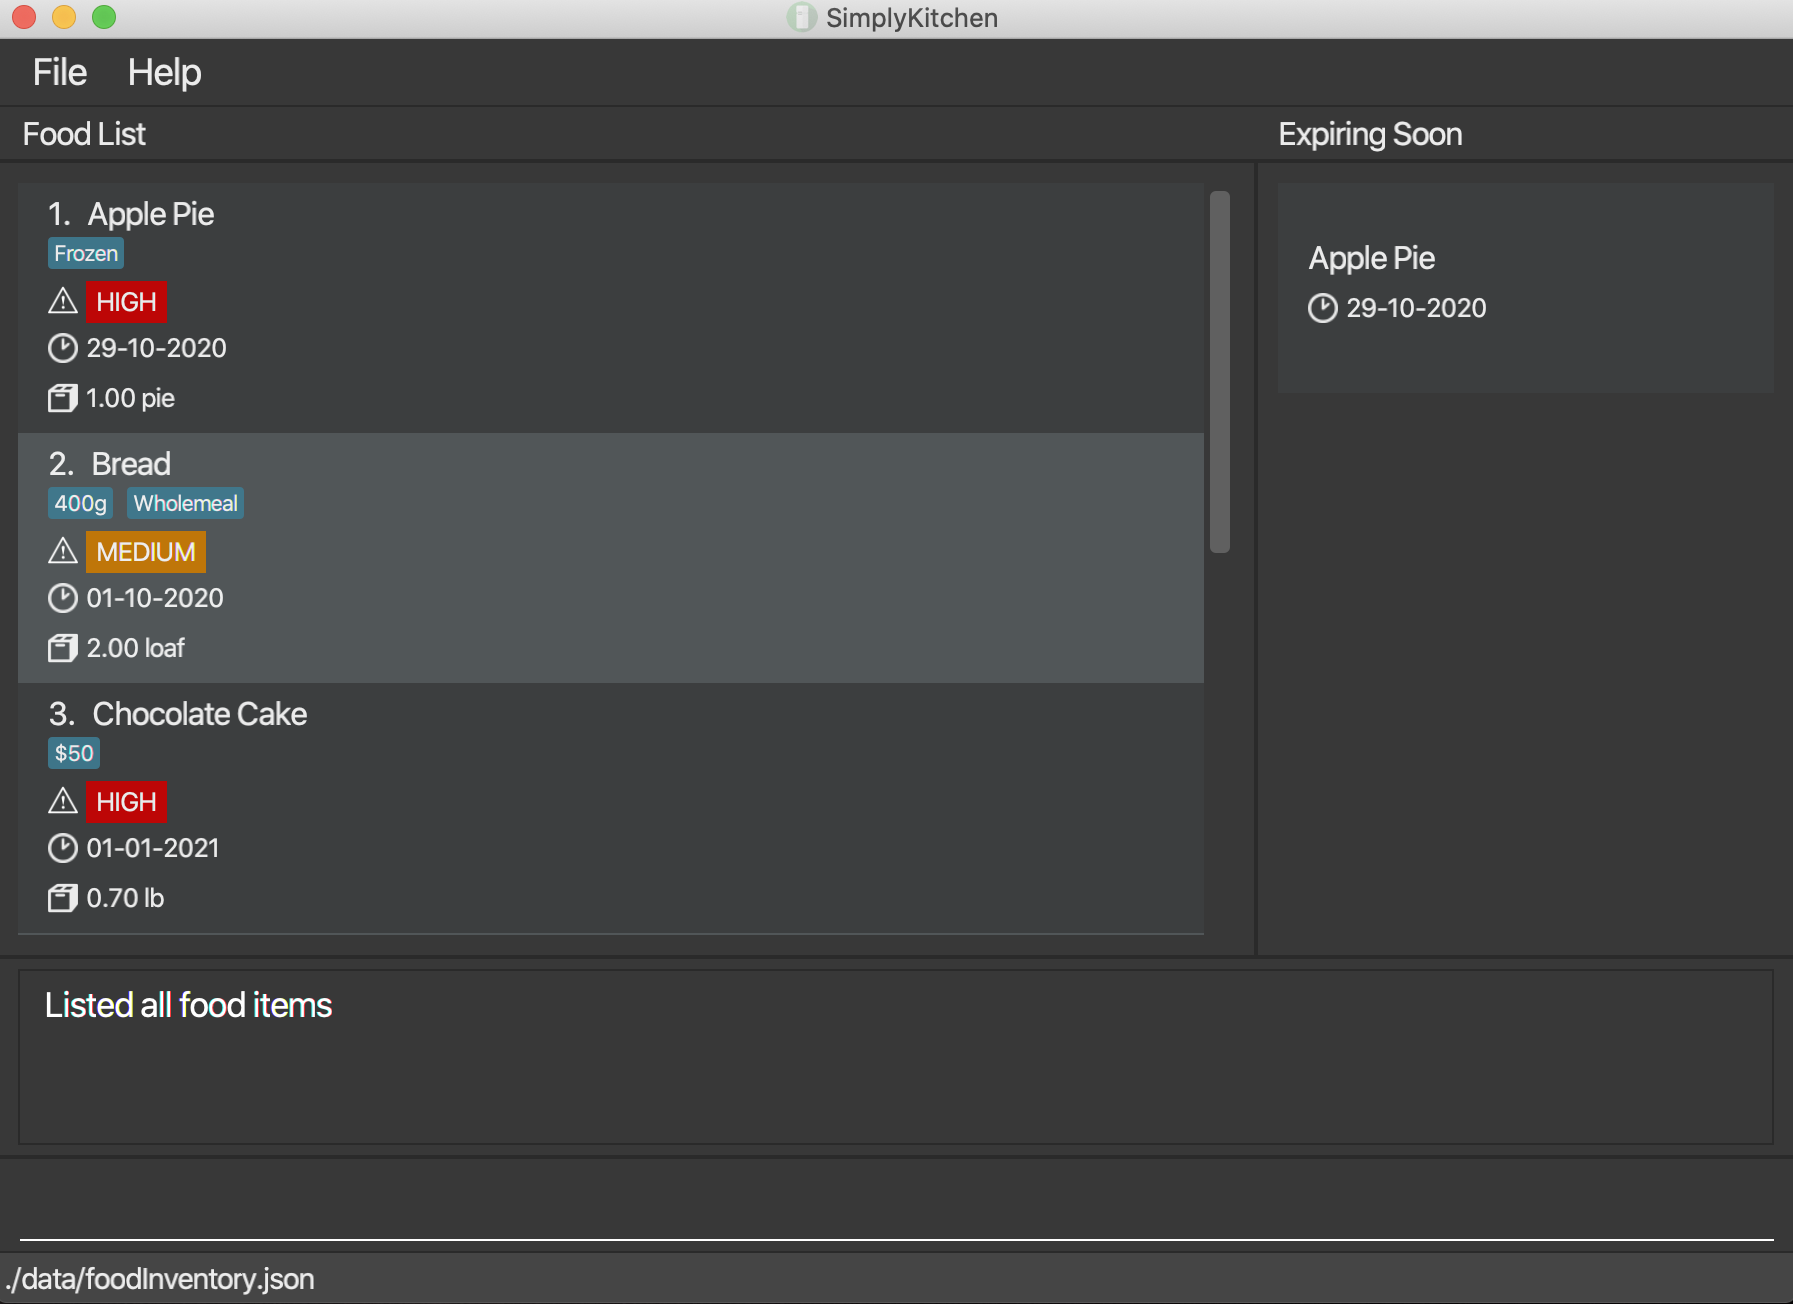 SimplyKitchen
File Help
Food List
1. Apple Pie
Frozen
HIGH
29-10-2020
1.00 pie
2. Bread
400g Wholemeal
MEDIUM
01-10-2020
2.00 loaf
3. Chocolate Cake
$50
HIGH
01-01-2021
0.70 lb
Expiring Soon
Apple Pie
29-10-2020
Listed all food items
./data/foodInventory.json